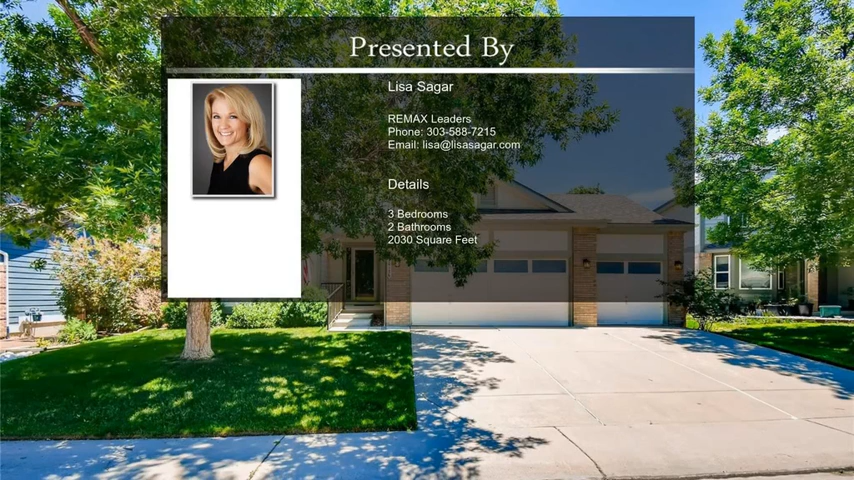 Presented By
Lisa Sagar
REMAX Leaders
Phone: 303-588-7215
Email: lisa@lisasagar.com
Details
3 Bedrooms
2 Bathrooms
2030 Square Feet